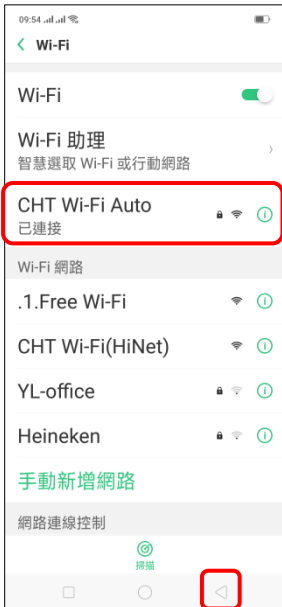 09:54
Wi-Fi
Wi-Fi
Wi-Fi 助理
智慧選取 Wi-Fi 或行動網路
CHT Wi-Fi Auto
已連接
Wi-Fi 網路
.1.Free Wi-Fi
CHT Wi-Fi(HiNet)
YL-office
Heineken
手動新增網路
網路連線控制
掃描